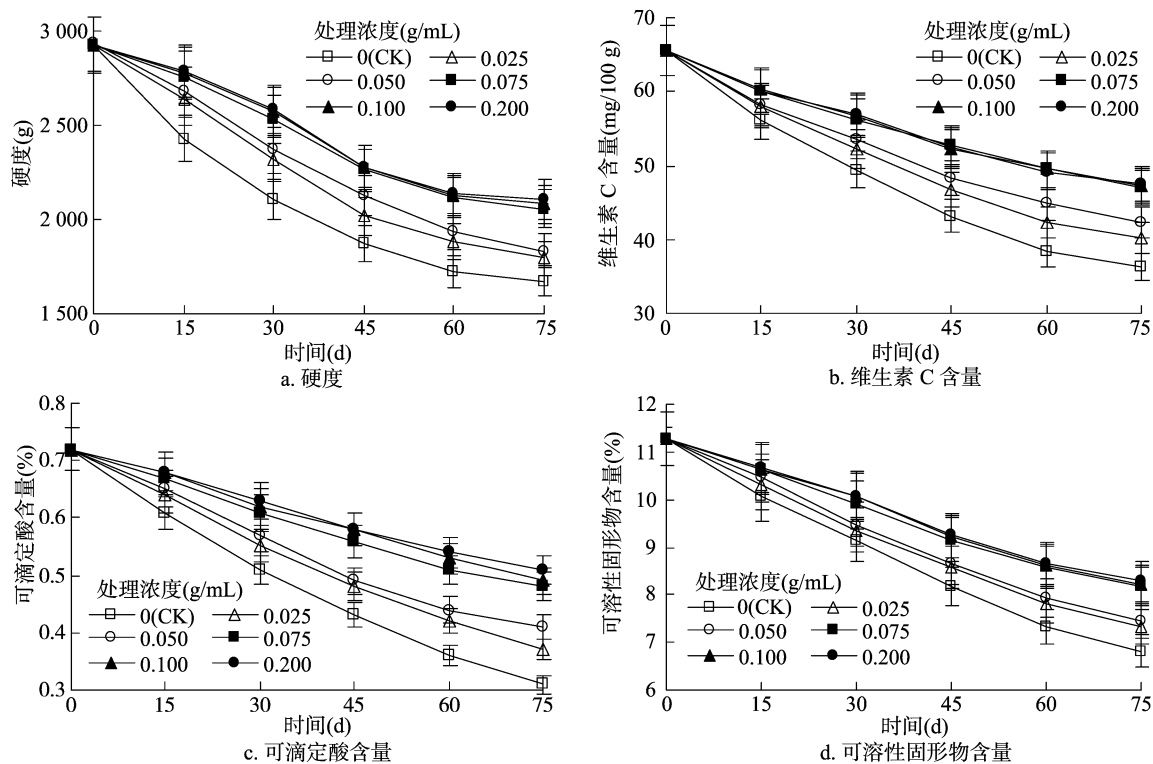 处理浓度(g/mL)
0(CK) 0.025
0.050 0.075
0.100 0.200
硬度(g)
3 000
2 500
2 000
1 500
0 15 30 45 60 75
时间(d)
a. 硬度
处理浓度(g/mL)
0(CK) 0.025
0.050 0.075
0.100 0.200
维生素 C 含量(mg/100 g)
70
60
50
40
30
0 15 30 45 60 75
时间(d)
b. 维生素 C 含量
可滴定酸含量(%)
0.8
0.7
0.6
0.5
0.4
0.3
处理浓度(g/mL)
0(CK) 0.025
0.050 0.075
0.100 0.200
0 15 30 45 60 75
时间(d)
c. 可滴定酸含量
可溶性固形物含量(%)
12
11
10
9
8
7
6
处理浓度(g/mL)
0(CK) 0.025
0.050 0.075
0.100 0.200
0 15 30 45 60 75
时间(d)
d. 可溶性固形物含量